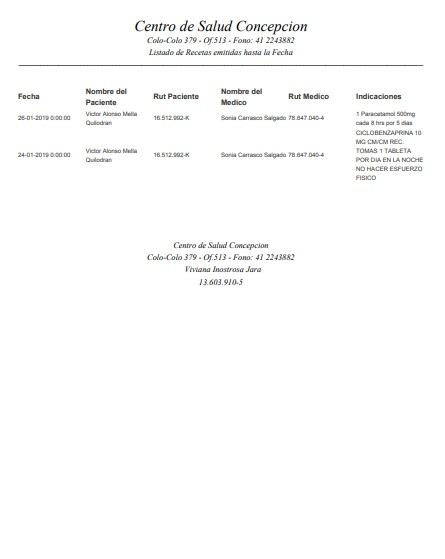 Centro de Salud Concepcion
Colo-Colo 379 - Of.513 - Fono: 41 2243882
Listado de Recetas emitidas hasta la Fecha
Fecha Nombre del Paciente Rut Paciente Nombre del Medico Rut Medico Indicaciones
26-01-2019 0:00:00 Victor Alonso Mella Quilodran 16.512.992-K Sonia Carrasco Salgado 78.647.040-4 1 Paracetamol 500mg
cada 8 hrs por 5 dias
24-01-2019 0:00:00 Victor Alonso Mella Quilodran 16.512.992-K Sonia Carrasco Salgado 78.647.040-4 CICLOBENZAPRINA 10
MG CM/CM REC:
TOMAS 1 TABLETA
POR DIA EN LA NOCHE
NO HACER ESFUERZO
FISICO
Centro de Salud Concepcion
Colo-Colo 379 - Of.513 - Fono: 41 2243882
Viviana Inostrosa Jara
13.603.910-5